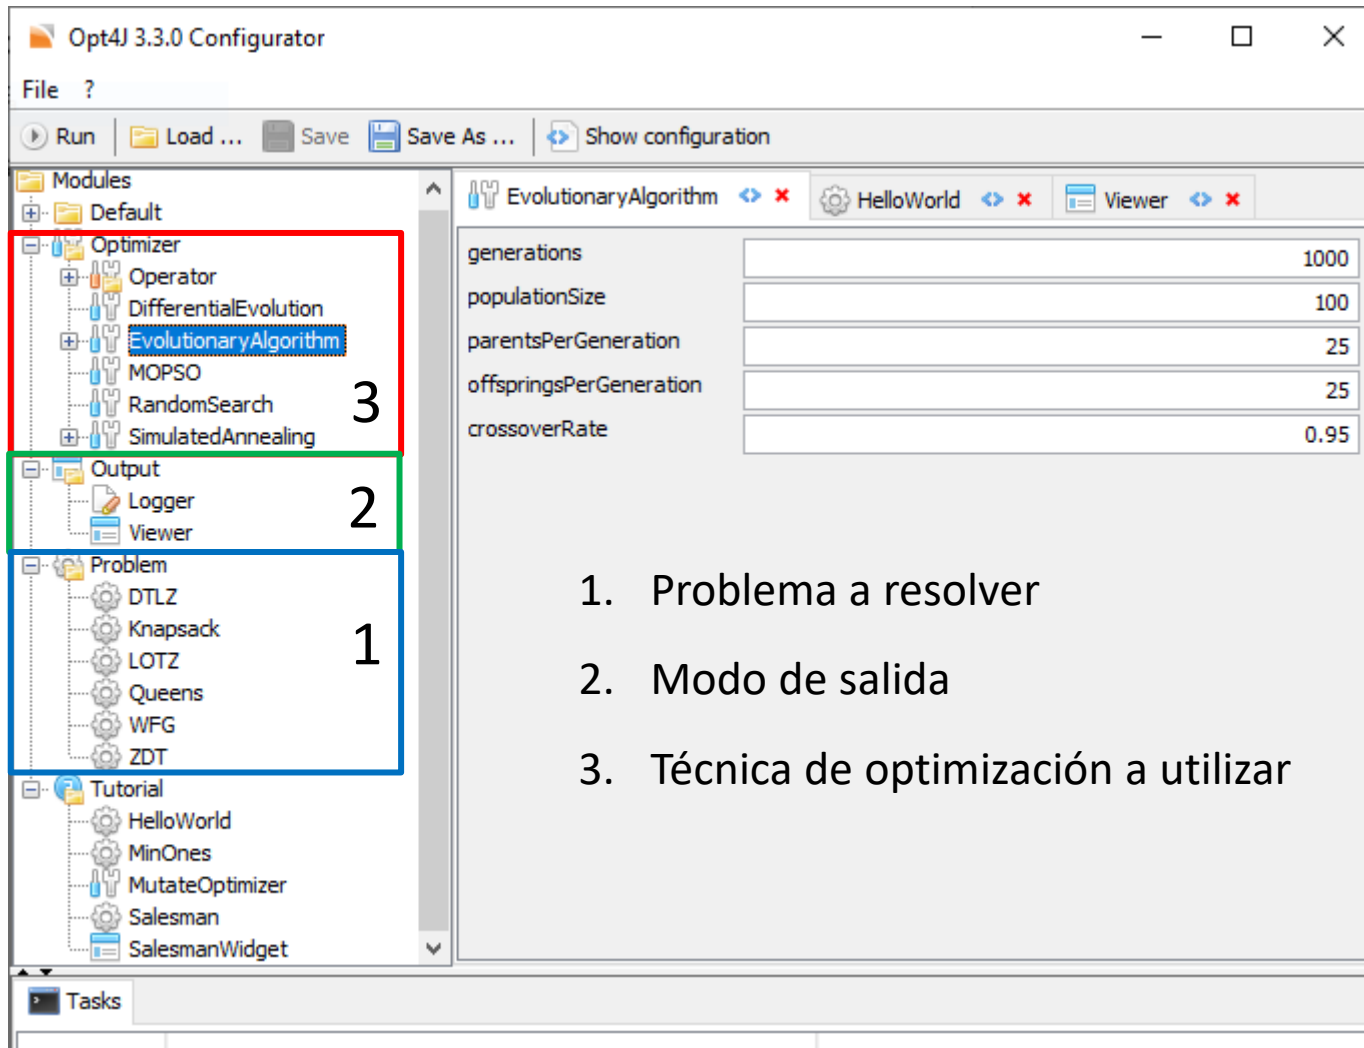 Opt4J 3.3.0 Configurator
File ?
Run Load ... Save Save As ... Show configuration
Modules
Default
Optimizer
Operator
DifferentialEvolution
EvolutionaryAlgorithm
MOPSO
RandomSearch
SimulatedAnnealing
3
Output
Logger
Viewer
2
Problem
DTLZ
Knapsack
LOTZ
Queens
WFG
ZDT
1
Tutorial
HelloWorld
MinOnes
MutateOptimizer
Salesman
SalesmanWidget
EvolutionaryAlgorithm HelloWorld Viewer
generations 1000
populationSize 100
parentsPerGeneration 25
offspringsPerGeneration 25
crossoverRate 0.95
1. Problema a resolver
2. Modo de salida
3. Técnica de optimización a utilizar
Tasks